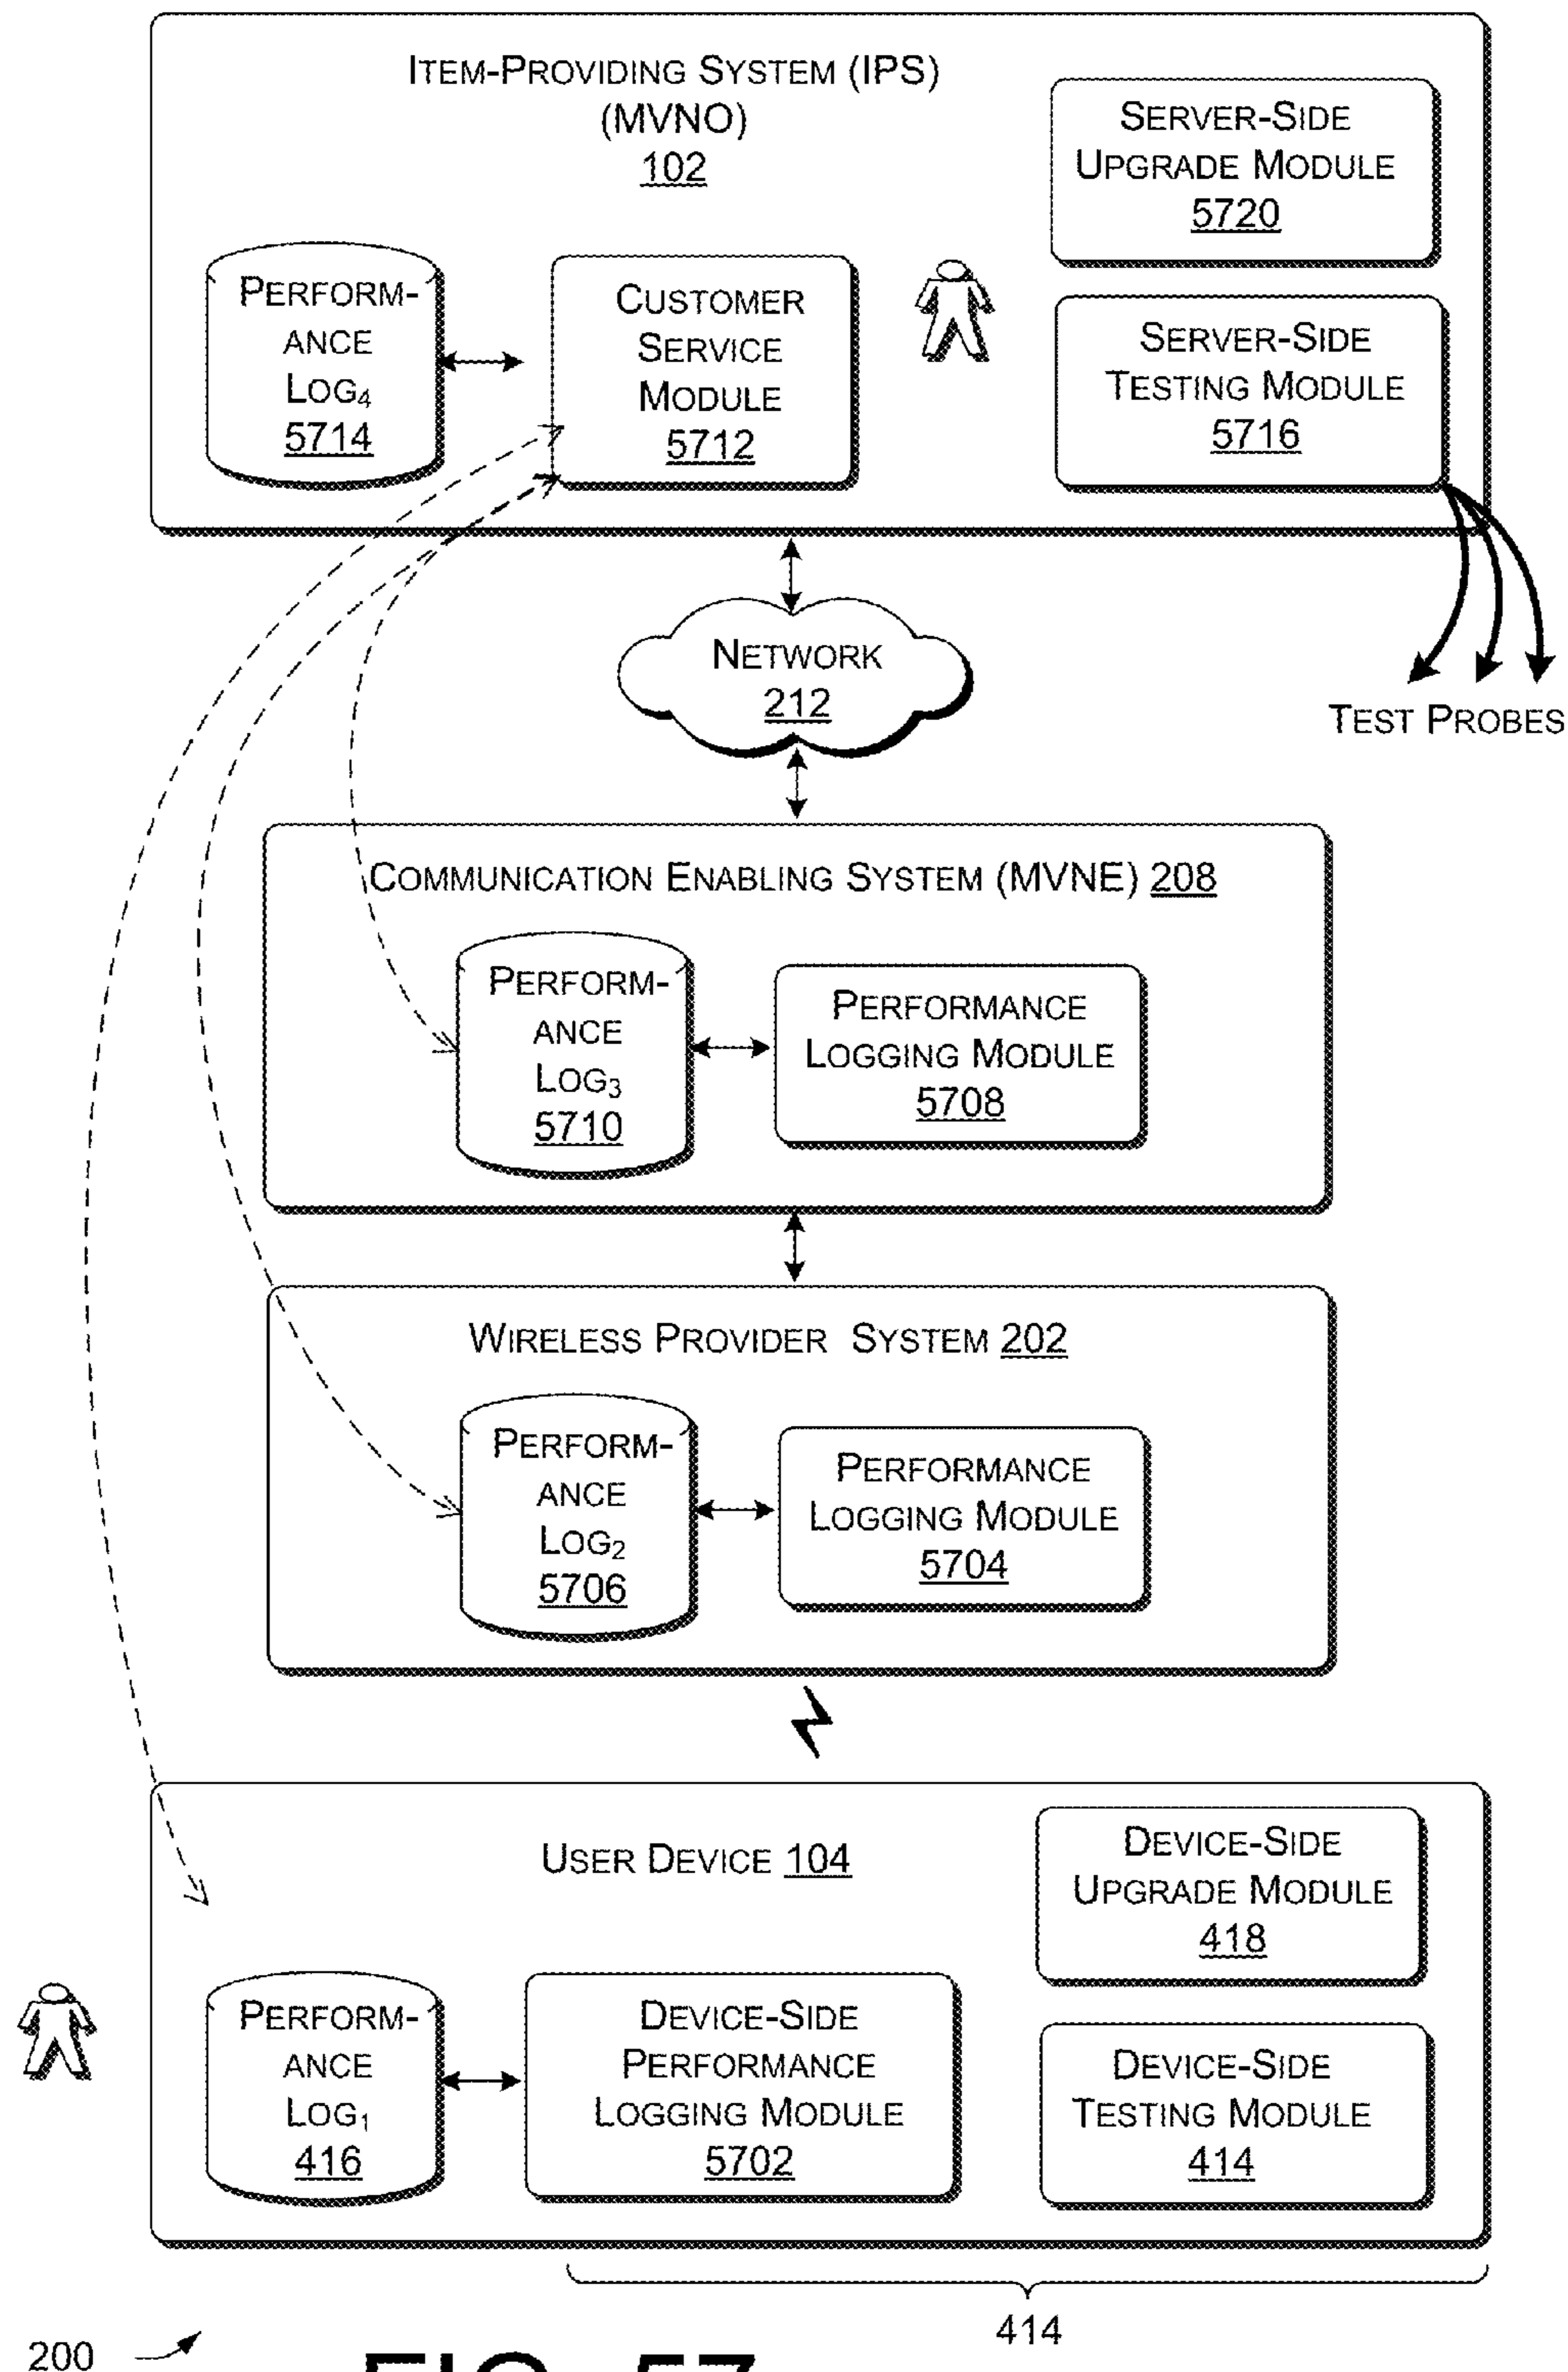 ITEM-PROVIDING SYSTEM (IPS)
(MVNO)
102
SERVER-SIDE
UPGRADE MODULE
5720
PERFORM-
ANCE
LOG4
5714
CUSTOMER
SERVICE
MODULE
5712
SERVER-SIDE
TESTING MODULE
5716
NETWORK
212
TEST PROBES
COMMUNICATION ENABLING SYSTEM (MVNE) 208
PERFORM-
ANCE
LOG3
5710
PERFORMANCE
LOGGING MODULE
5708
WIRELESS PROVIDER SYSTEM 202
PERFORM-
ANCE
LOG2
5706
PERFORMANCE
LOGGING MODULE
5704
USER DEVICE 104
DEVICE-SIDE
UPGRADE MODULE
418
PERFORM-
ANCE
LOG1
416
DEVICE-SIDE
PERFORMANCE
LOGGING MODULE
5702
DEVICE-SIDE
TESTING MODULE
414
414
200
FIG. 57